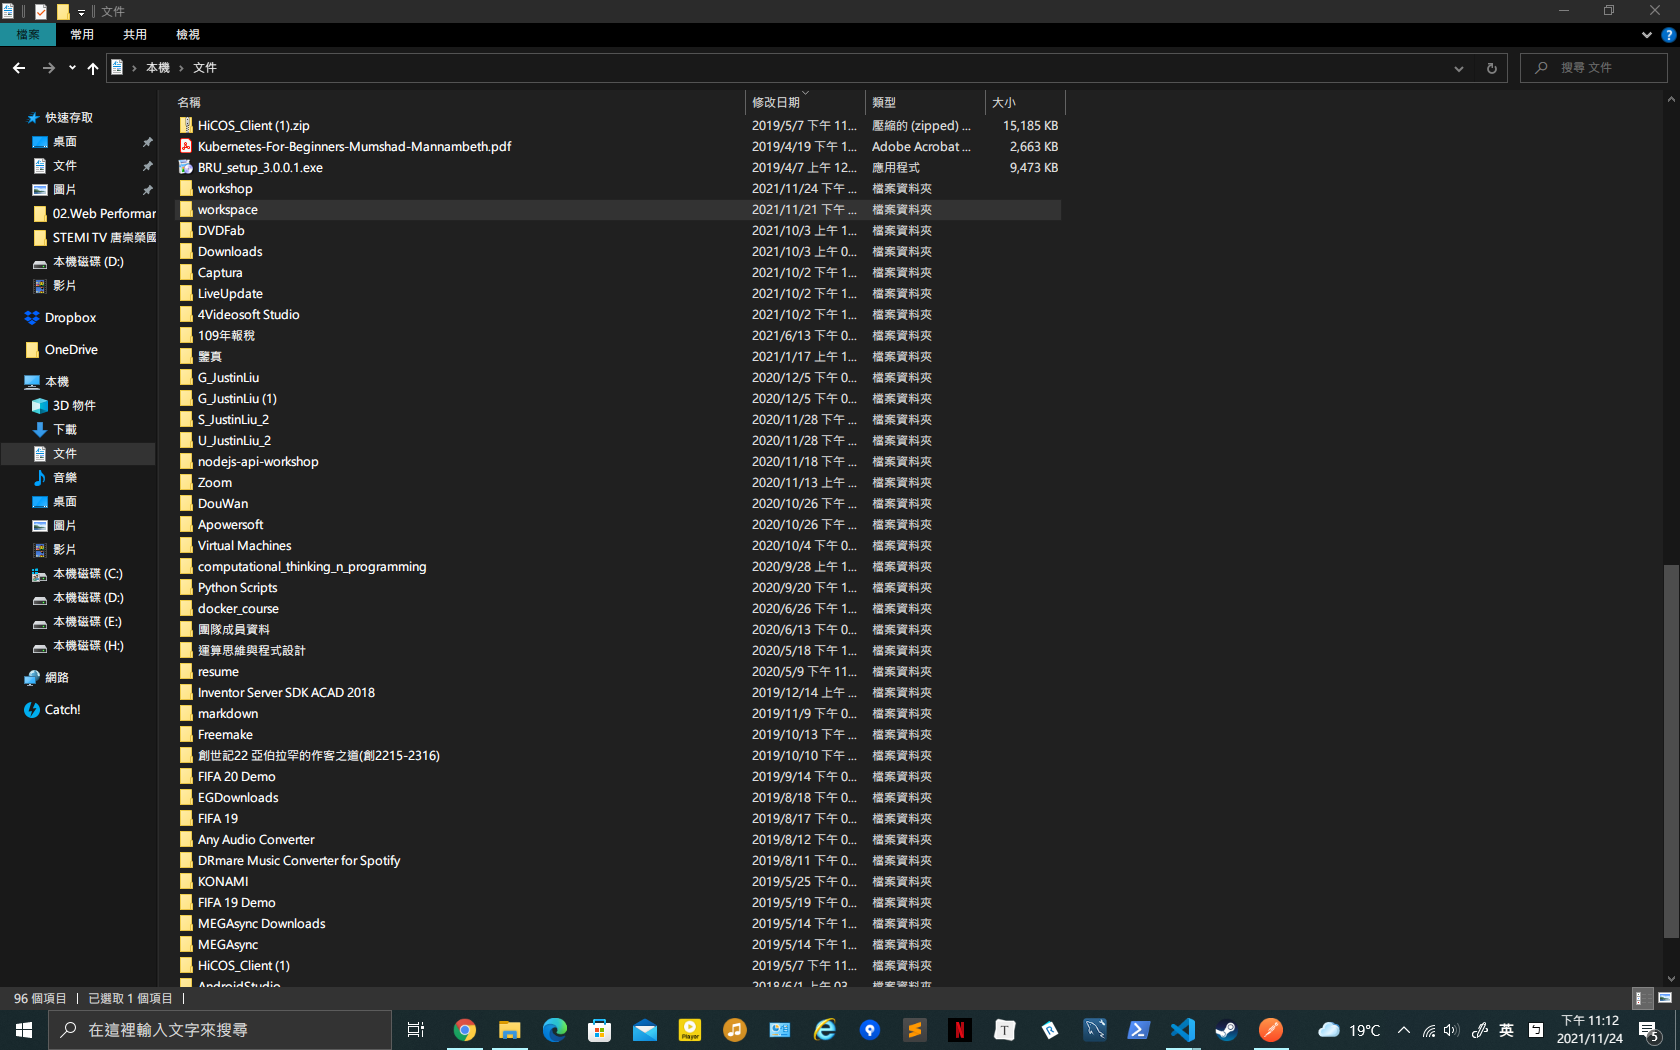 文件
檔案 常用 共用 檢視
本機 › 文件 搜尋 文件
名稱 修改日期 類型 大小
快速存取
桌面
文件
圖片
02.Web Performar
STEMI TV 唐崇榮國
本機磁碟 (D:)
影片
Dropbox
OneDrive
本機
3D 物件
下載
文件
音樂
桌面
圖片
影片
本機磁碟 (C:)
本機磁碟 (D:)
本機磁碟 (E:)
本機磁碟 (H:)
網路
Catch!
HiCOS_Client (1).zip 2019/5/7 下午 11... 壓縮的 (zipped) ... 15,185 KB
Kubernetes-For-Beginners-Mumshad-Mannambeth.pdf 2019/4/19 下午 1... Adobe Acrobat ... 2,663 KB
BRU_setup_3.0.0.1.exe 2019/4/7 上午 12... 應用程式 9,473 KB
workshop 2021/11/24 下午 ... 檔案資料夾
workspace 2021/11/21 下午 ... 檔案資料夾
DVDFab 2021/10/3 上午 1... 檔案資料夾
Downloads 2021/10/3 上午 0... 檔案資料夾
Captura 2021/10/2 下午 1... 檔案資料夾
LiveUpdate 2021/10/2 下午 1... 檔案資料夾
4Videosoft Studio 2021/10/2 下午 1... 檔案資料夾
109年報稅 2021/6/13 下午 0... 檔案資料夾
鑒真 2021/1/17 上午 1... 檔案資料夾
G_JustinLiu 2020/12/5 下午 0... 檔案資料夾
G_JustinLiu (1) 2020/12/5 下午 0... 檔案資料夾
S_JustinLiu_2 2020/11/28 下午 ... 檔案資料夾
U_JustinLiu_2 2020/11/28 下午 ... 檔案資料夾
nodejs-api-workshop 2020/11/18 下午 ... 檔案資料夾
Zoom 2020/11/13 上午 ... 檔案資料夾
DouWan 2020/10/26 下午 ... 檔案資料夾
Apowersoft 2020/10/26 下午 ... 檔案資料夾
Virtual Machines 2020/10/4 下午 0... 檔案資料夾
computational_thinking_n_programming 2020/9/28 上午 1... 檔案資料夾
Python Scripts 2020/9/20 下午 1... 檔案資料夾
docker_course 2020/6/26 下午 1... 檔案資料夾
團隊成員資料 2020/6/13 下午 0... 檔案資料夾
運算思維與程式設計 2020/5/18 下午 1... 檔案資料夾
resume 2020/5/9 下午 11... 檔案資料夾
Inventor Server SDK ACAD 2018 2019/12/14 上午 ... 檔案資料夾
markdown 2019/11/9 下午 0... 檔案資料夾
Freemake 2019/10/13 下午 ... 檔案資料夾
創世記22 亞伯拉罕的作客之道(創2215-2316) 2019/10/10 下午 ... 檔案資料夾
FIFA 20 Demo 2019/9/14 下午 0... 檔案資料夾
EGDownloads 2019/8/18 下午 0... 檔案資料夾
FIFA 19 2019/8/17 下午 0... 檔案資料夾
Any Audio Converter 2019/8/12 下午 0... 檔案資料夾
DRmare Music Converter for Spotify 2019/8/11 下午 0... 檔案資料夾
KONAMI 2019/5/25 下午 0... 檔案資料夾
FIFA 19 Demo 2019/5/19 下午 0... 檔案資料夾
MEGAsync Downloads 2019/5/14 下午 1... 檔案資料夾
MEGAsync 2019/5/14 下午 1... 檔案資料夾
HiCOS_Client (1) 2019/5/7 下午 11... 檔案資料夾
AndroidStudio 2018/6/1 上午 03... 檔案資料夾
96 個項目 已選取 1 個項目
在這裡輸入文字來搜尋 19°C 英 下午 11:12
2021/11/24 5